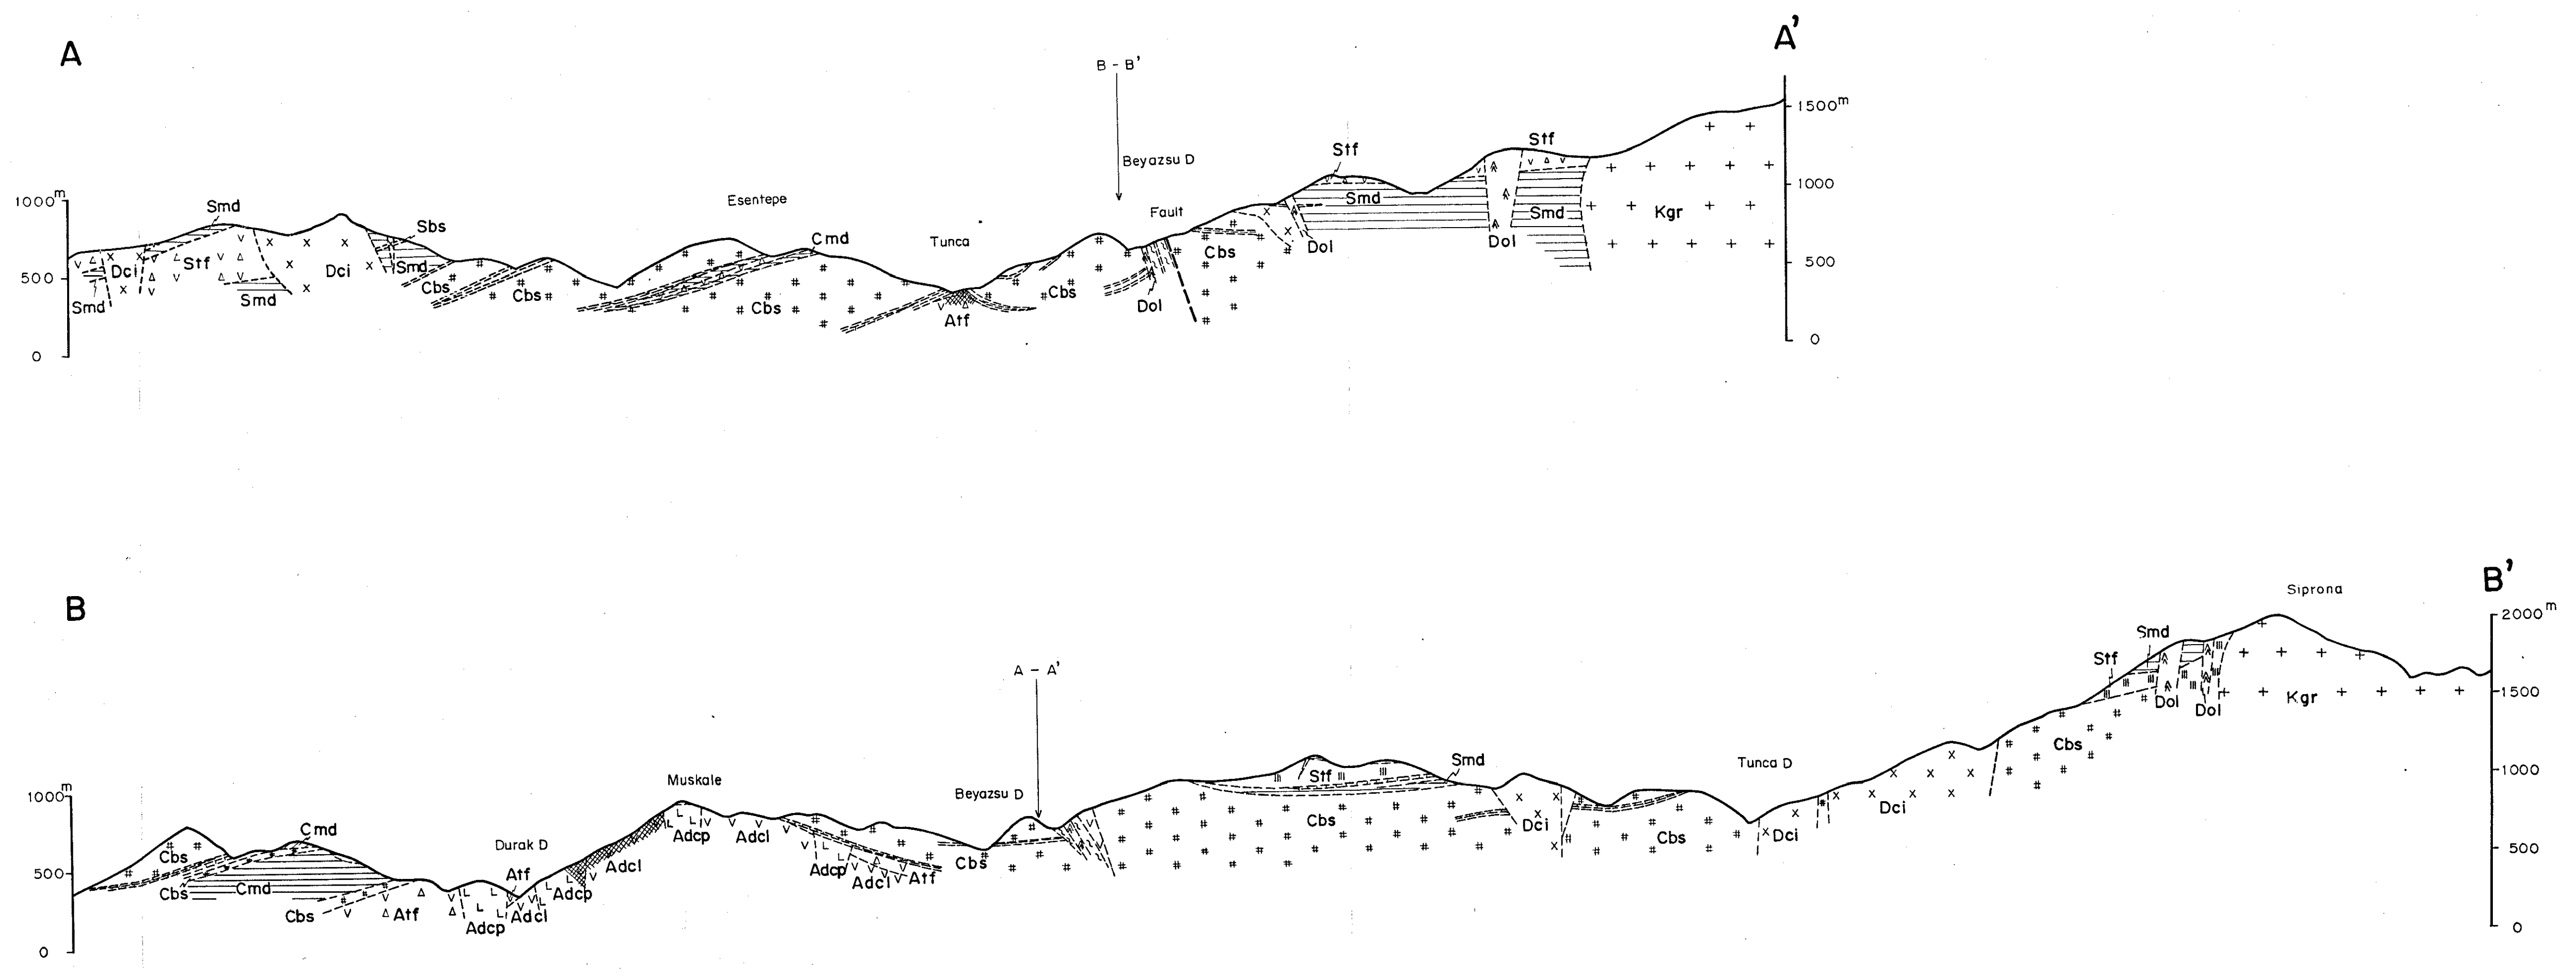 A
A'
B - B'
1500m
Stf
Beyazsu D
Stf
1000m
Smd
Esentepe
Fault
Smd
1000
Sbs
Cmd
Tunca
Smd
Kgr
Dci
Stf
Dci
Smd
Cbs
Dol
Dol
500
Smd
Smd
Cbs
Cbs
Cbs
Cbs
Dol
500
Atf
0
0
B
B'
Siprona
2000m
Smd
Stf
A - A'
1500
Dol
Dol
Kgr
Muskale
Smd
Tunca D
Cbs
1000m
Beyazsu D
Stf
1000
Cmd
Durak D
Adcp
Adcl
Cbs
Dci
Cbs
Dci
Dci
Cbs
500
Atf
Adcl
Cbs
500
Cbs
Cmd
Adcp
Adcp
Adcl
Atf
Cbs
Atf
Adcl
Adcp
0
0